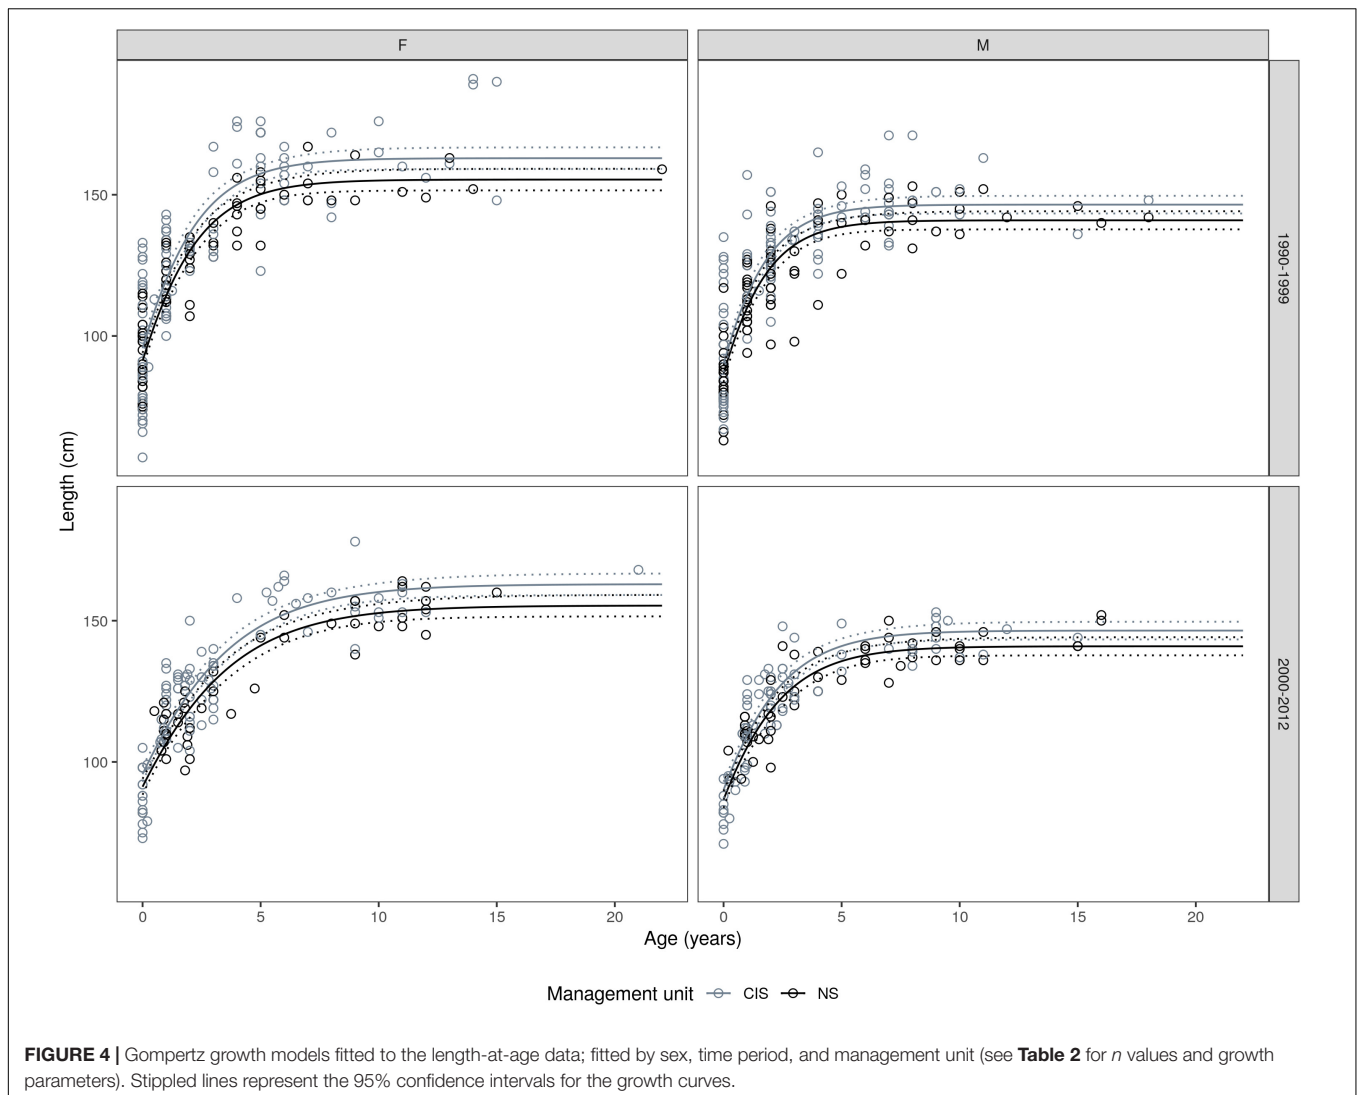 F
M
150
100
1990-1999
Length (cm)
150
100
2000-2012
0
5
10
15
20
0
5
10
15
20
Age (years)
Management unit CIS NS
FIGURE 4 | Gompertz growth models fitted to the length-at-age data; fitted by sex, time period, and management unit (see Table 2 for n values and growth
parameters). Stippled lines represent the 95% confidence intervals for the growth curves.